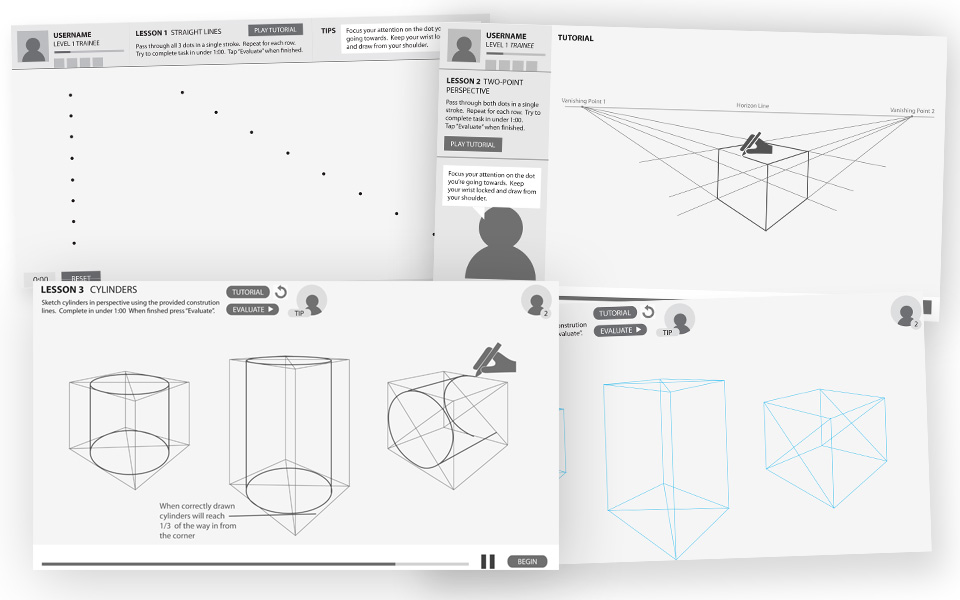 USERNAME
LEVEL 1 TRAINEE
LESSON 1 STRAIGHT LINES
PLAY TUTORIAL
Pass through all 3 dots in a single stroke. Repeat for each row.
Try to complete task in under 1:00. Tap "Evaluate" when finished.
TIPS
Focus your attention on the dot
going towards. Keep your wrist lo
and draw from your shoulder.
0:00
RESET
USERNAME
LEVEL 1 TRAINEE
LESSON 2 TWO-POINT
PERSPECTIVE
Pass through both dots in a single
stroke. Repeat for each row. Try to
complete task in under 1:00.
Tap "Evaluate" when finished.
PLAY TUTORIAL
Focus your attention on the dot
you're going towards. Keep
your wrist locked and draw from
your shoulder.
TUTORIAL
Vanishing Point 1
Horizon Line
Vanishing Point 2
LESSON 3 CYLINDERS
Sketch cylinders in perspective using the provided constrution
lines. Complete in under 1:00 When finshed press "Evaluate".
TUTORIAL
EVALUATE
TIP
2
When correctly drawn
cylinders will reach
1/3 of the way in from
the corner
BEGIN
onstrution
valuate".
TUTORIAL
EVALUATE
TIP
2